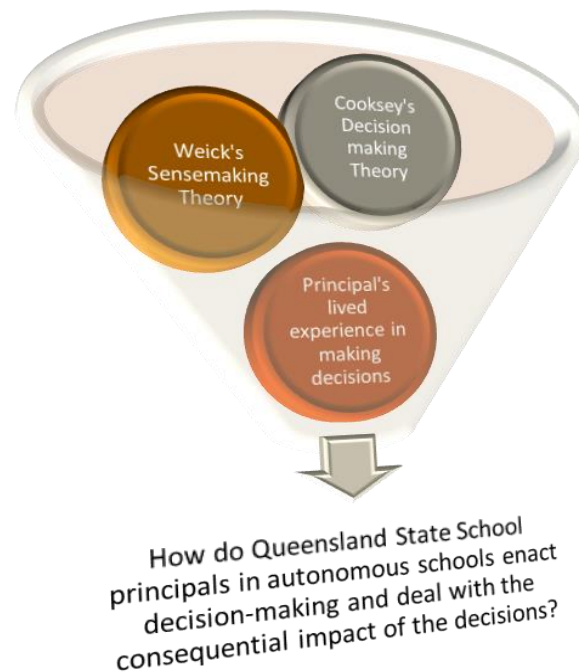 Cooksey's
Decision
making
Theory
Weick's
Sensemaking
Theory
Principal's
lived
experience in
making
decisions
How do Queensland State School
principals in autonomous schools enact
decision-making and deal with the
consequential impact of the decisions?